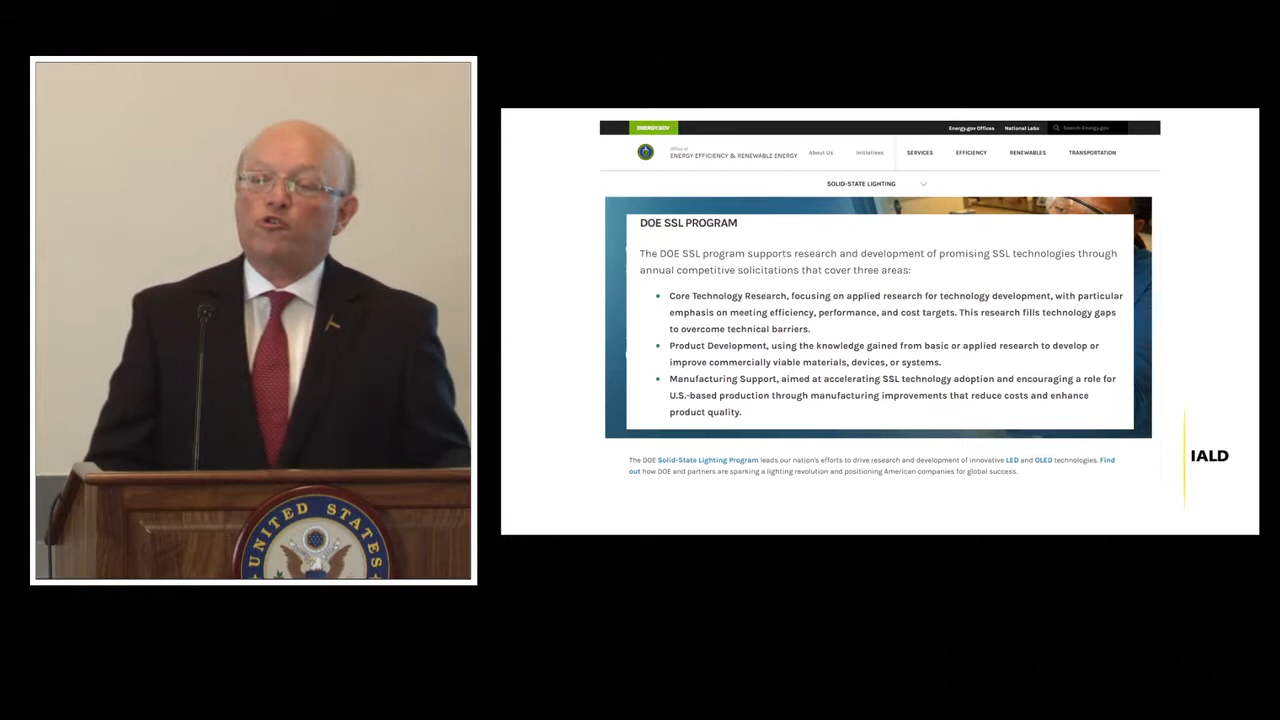 UNITED STATES
ENERGY.GOV
Energy.gov Offices National Labs Search Energy.gov
Office of
ENERGY EFFICIENCY & RENEWABLE ENERGY
About Us Initiatives SERVICES EFFICIENCY RENEWABLES TRANSPORTATION
SOLID-STATE LIGHTING
DOE SSL PROGRAM
The DOE SSL program supports research and development of promising SSL technologies through
annual competitive solicitations that cover three areas:
• Core Technology Research, focusing on applied research for technology development, with particular
emphasis on meeting efficiency, performance, and cost targets. This research fills technology gaps
to overcome technical barriers.
• Product Development, using the knowledge gained from basic or applied research to develop or
improve commercially viable materials, devices, or systems.
• Manufacturing Support, aimed at accelerating SSL technology adoption and encouraging a role for
U.S.-based production through manufacturing improvements that reduce costs and enhance
product quality.
The DOE Solid-State Lighting Program leads our nation's efforts to drive research and development of innovative LED and OLED technologies. Find
out how DOE and partners are sparking a lighting revolution and positioning American companies for global success.
IALD